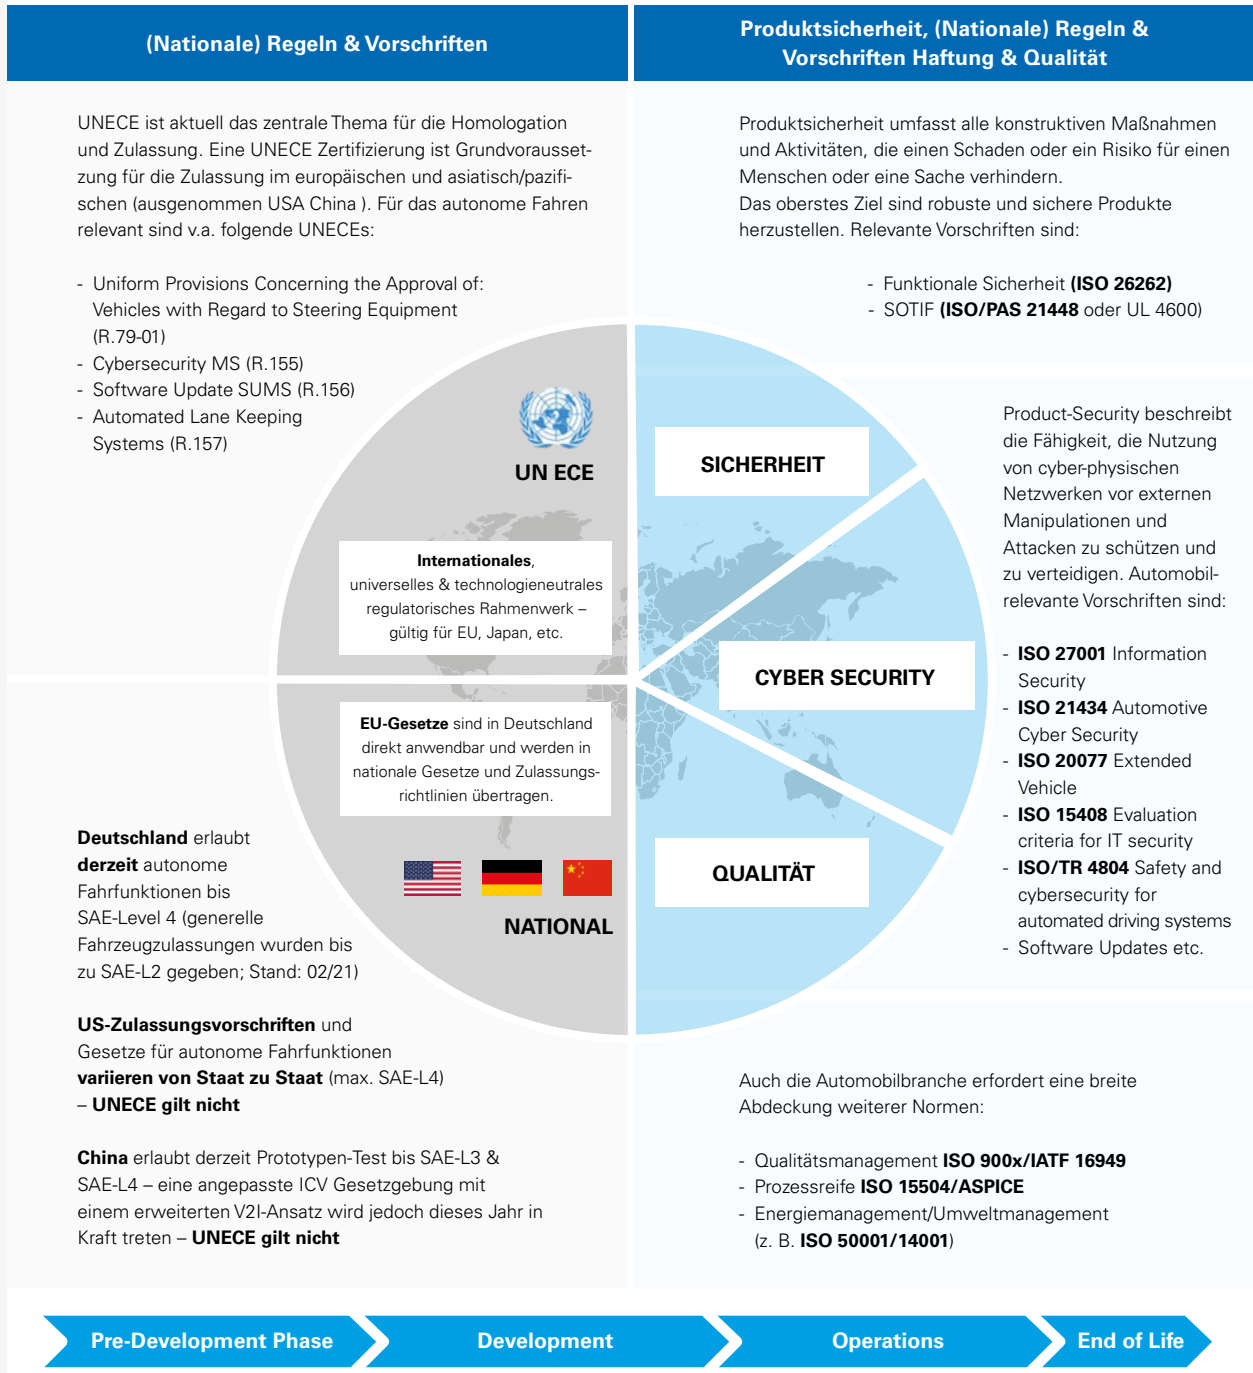 (Nationale) Regeln & Vorschriften
Produktsicherheit, (Nationale) Regeln &
Vorschriften Haftung & Qualität
UNECE ist aktuell das zentrale Thema für die Homologation
und Zulassung. Eine UNECE Zertifizierung ist Grundvorausset-
zung für die Zulassung im europäischen und asiatisch/pazifi-
schen (ausgenommen USA China ). Für das autonome Fahren
relevant sind v.a. folgende UNECEs:
- Uniform Provisions Concerning the Approval of:
Vehicles with Regard to Steering Equipment
(R.79-01)
- Cybersecurity MS (R.155)
- Software Update SUMS (R.156)
- Automated Lane Keeping
Systems (R.157)
UN ECE
Internationales,
universelles & technologieneutrales
regulatorisches Rahmenwerk –
gültig für EU, Japan, etc.
EU-Gesetze sind in Deutschland
direkt anwendbar und werden in
nationale Gesetze und Zulassungs-
richtlinien übertragen.
NATIONAL
Deutschland erlaubt
derzeit autonome
Fahrfunktionen bis
SAE-Level 4 (generelle
Fahrzeugzulassungen wurden bis
zu SAE-L2 gegeben; Stand: 02/21)
US-Zulassungsvorschriften und
Gesetze für autonome Fahrfunktionen
variieren von Staat zu Staat (max. SAE-L4)
– UNECE gilt nicht
China erlaubt derzeit Prototypen-Test bis SAE-L3 &
SAE-L4 – eine angepasste ICV Gesetzgebung mit
einem erweiterten V2I-Ansatz wird jedoch dieses Jahr in
Kraft treten – UNECE gilt nicht
Produktsicherheit umfasst alle konstruktiven Maßnahmen
und Aktivitäten, die einen Schaden oder ein Risiko für einen
Menschen oder eine Sache verhindern.
Das oberstes Ziel sind robuste und sichere Produkte
herzustellen. Relevante Vorschriften sind:
- Funktionale Sicherheit (ISO 26262)
- SOTIF (ISO/PAS 21448 oder UL 4600)
SICHERHEIT
CYBER SECURITY
QUALITÄT
Product-Security beschreibt
die Fähigkeit, die Nutzung
von cyber-physischen
Netzwerken vor externen
Manipulationen und
Attacken zu schützen und
zu verteidigen. Automobil-
relevante Vorschriften sind:
- ISO 27001 Information
Security
- ISO 21434 Automotive
Cyber Security
- ISO 20077 Extended
Vehicle
- ISO 15408 Evaluation
criteria for IT security
- ISO/TR 4804 Safety and
cybersecurity for
automated driving systems
- Software Updates etc.
Auch die Automobilbranche erfordert eine breite
Abdeckung weiterer Normen:
- Qualitätsmanagement ISO 900x/IATF 16949
- Prozessreife ISO 15504/ASPICE
- Energiemanagement/Umweltmanagement
(z. B. ISO 50001/14001)
Pre-Development Phase
Development
Operations
End of Life